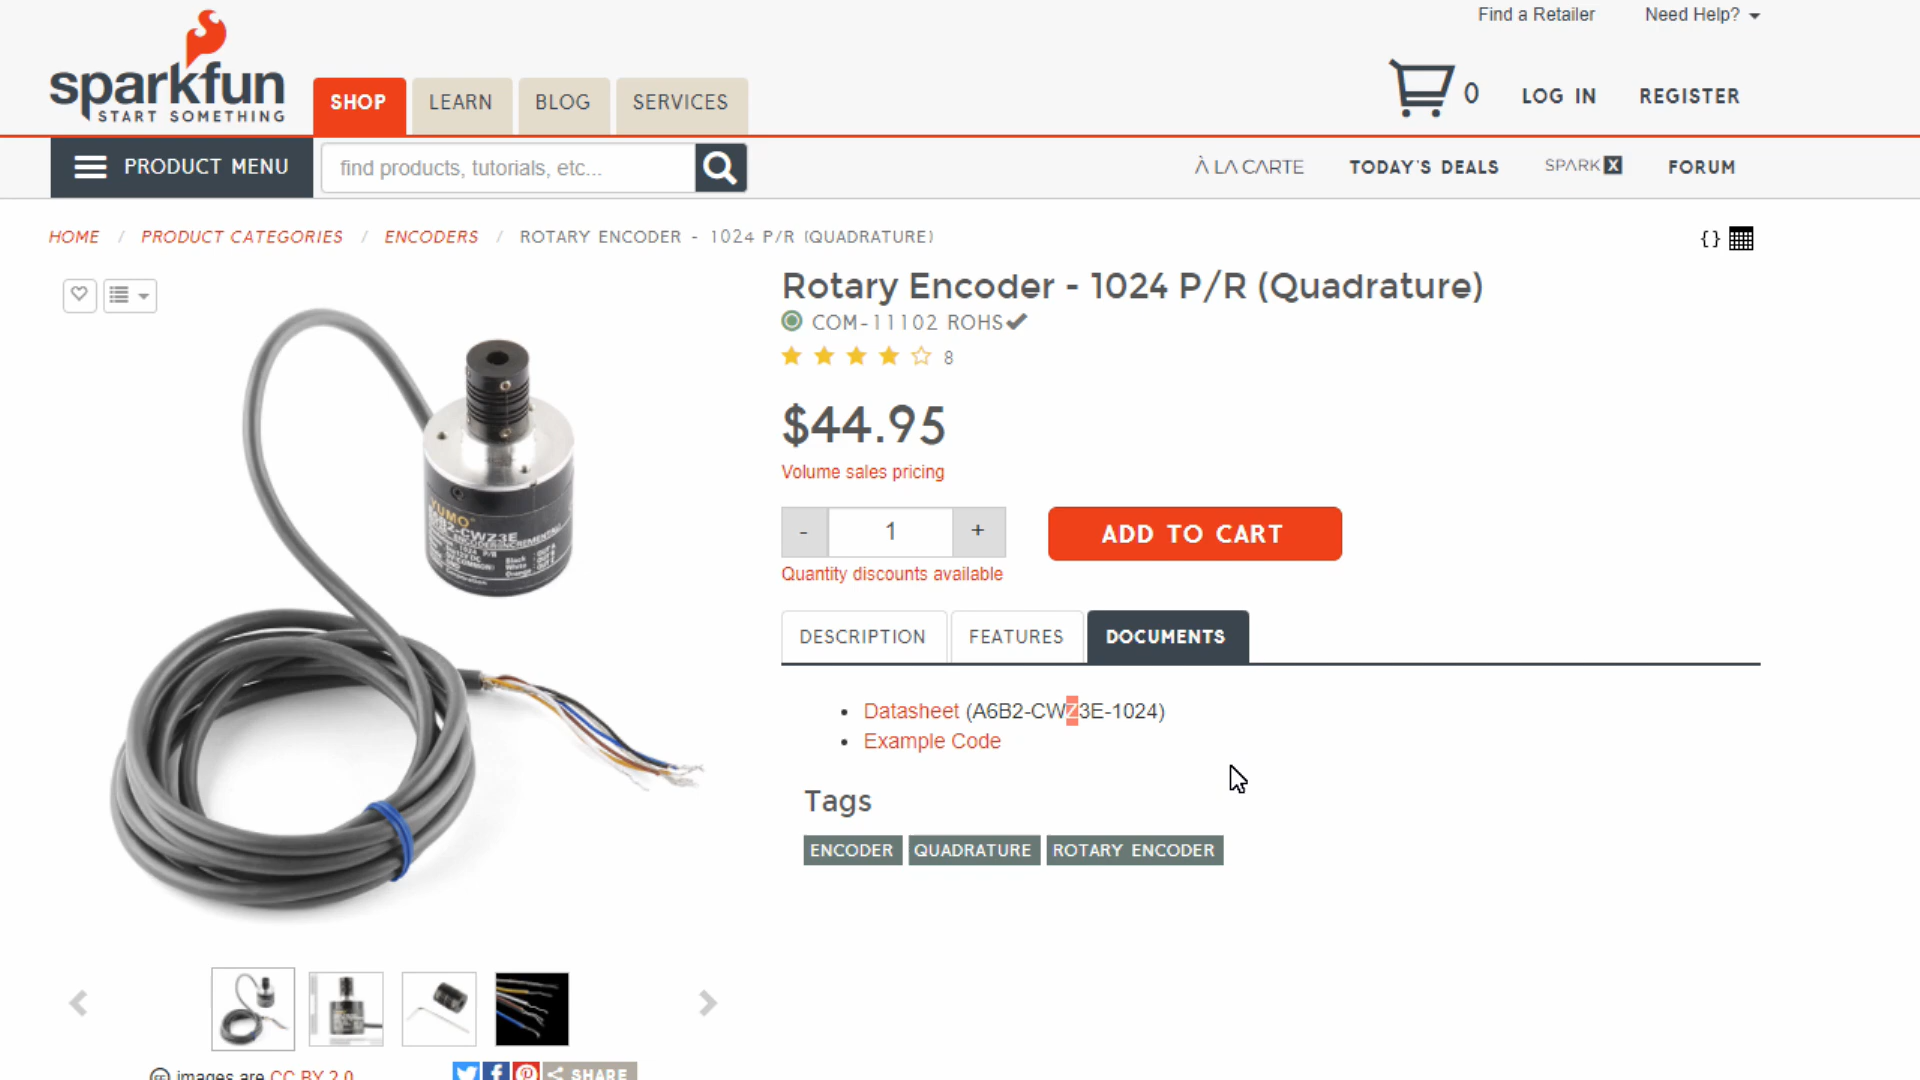 Find a Retailer
Need Help?
sparkfun
START SOMETHING
SHOP
LEARN
BLOG
SERVICES
0
LOG IN
REGISTER
PRODUCT MENU
find products, tutorials, etc...
À LA CARTE
TODAY'S DEALS
SPARK X
FORUM
HOME / PRODUCT CATEGORIES / ENCODERS / ROTARY ENCODER - 1024 P/R (QUADRATURE)
{}
Rotary Encoder - 1024 P/R (Quadrature)
COM-11102 ROHS
8
$44.95
Volume sales pricing
- 1 +
ADD TO CART
Quantity discounts available
DESCRIPTION
FEATURES
DOCUMENTS
Datasheet (A6B2-CWZ3E-1024)
Example Code
Tags
ENCODER
QUADRATURE
ROTARY ENCODER
YUMO
images are CC BY 2.0
SHARE